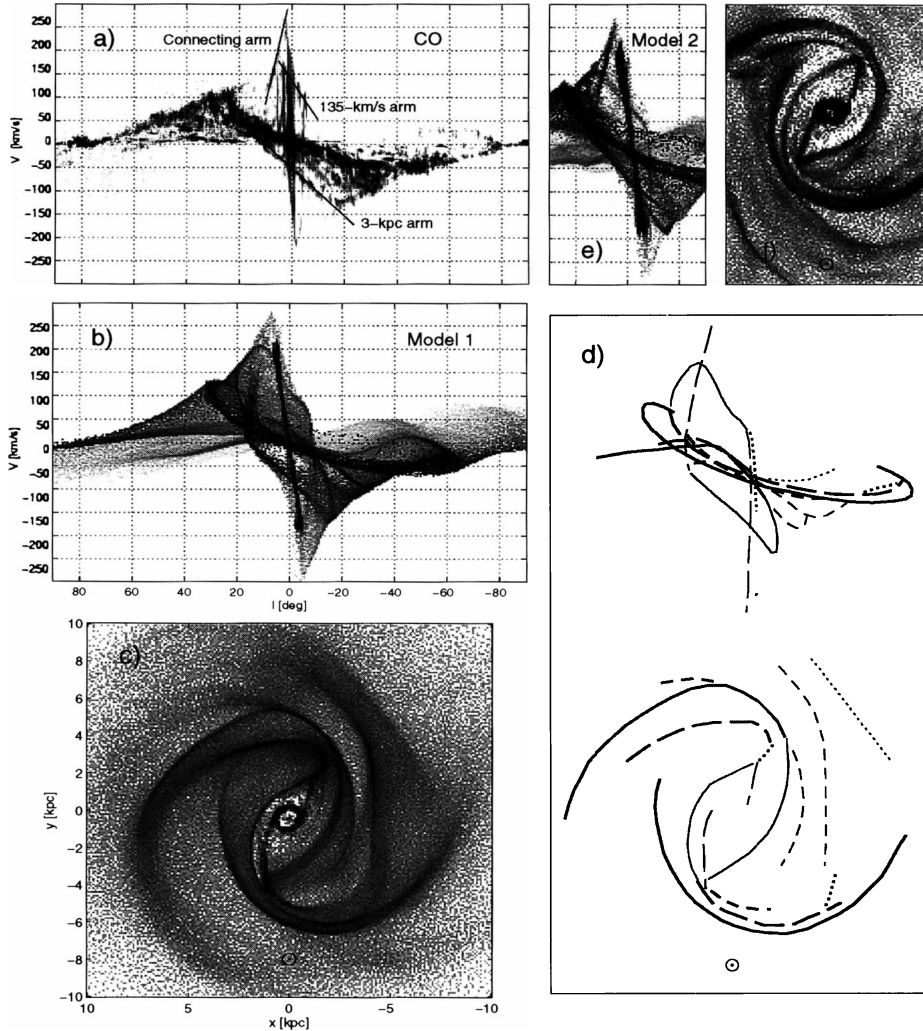 a)
CO
Connecting arm
135-km/s arm
3-kpc arm
V [km/s]
250
200
150
100
50
0
-50
-100
-150
-200
-250
Model 2
e)
f)
b)
Model 1
V [km/s]
250
200
150
100
50
0
-50
-100
-150
-200
-250
80
60
40
20
0
-20
-40
-60
-80
l [deg]
c)
y [kpc]
10
8
6
4
2
0
-2
-4
-6
-8
-10
10
5
0
-5
-10
x [kpc]
d)